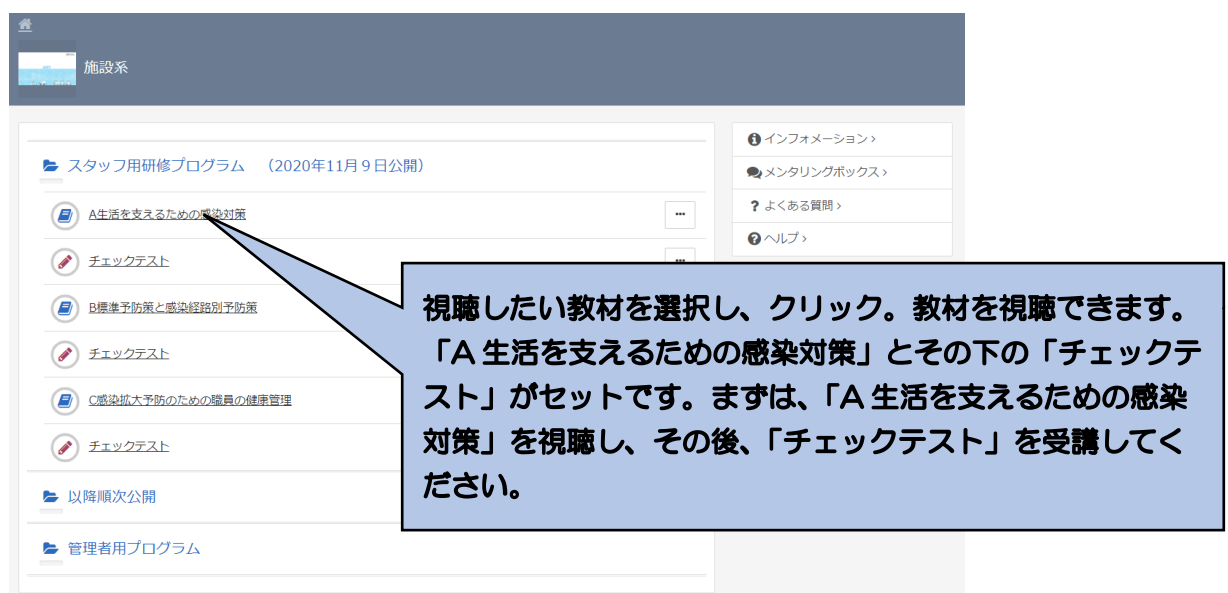 施設系
スタッフ用研修プログラム （2020年11月９日公開）
A生活を支えるための感染対策
チェックテスト
B標準予防策と感染経路別予防策
チェックテスト
C感染拡大予防のための職員の健康管理
チェックテスト
以降順次公開
管理者用プログラム
インフォメーション ›
メンタリングボックス ›
よくある質問 ›
ヘルプ ›
視聴したい教材を選択し、クリック。教材を視聴できます。
「A 生活を支えるための感染対策」とその下の「チェックテ
スト」がセットです。まずは、「A 生活を支えるための感染
対策」を視聴し、その後、「チェックテスト」を受講してく
ださい。